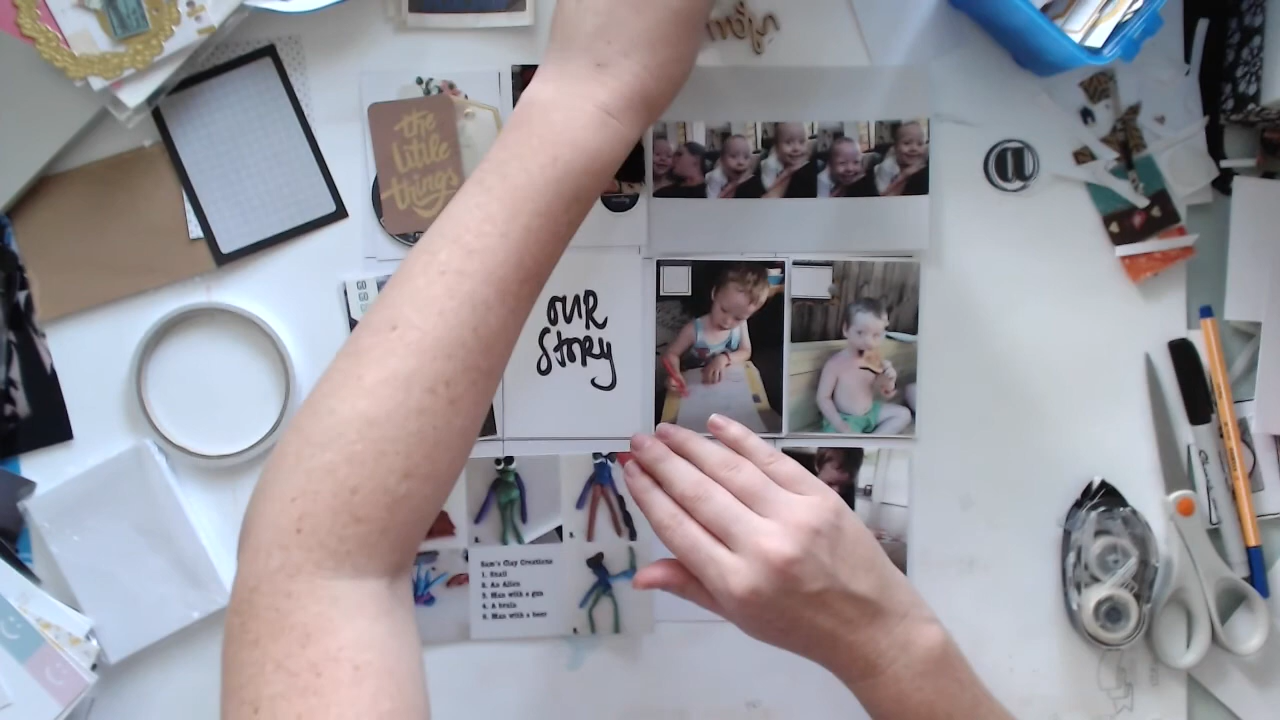 the
little
things
OUR
Story
Sam's Clay Creations
1. Snail
2. An Alien
3. Man with a gun
4. A brain
5. Man with a beer
@